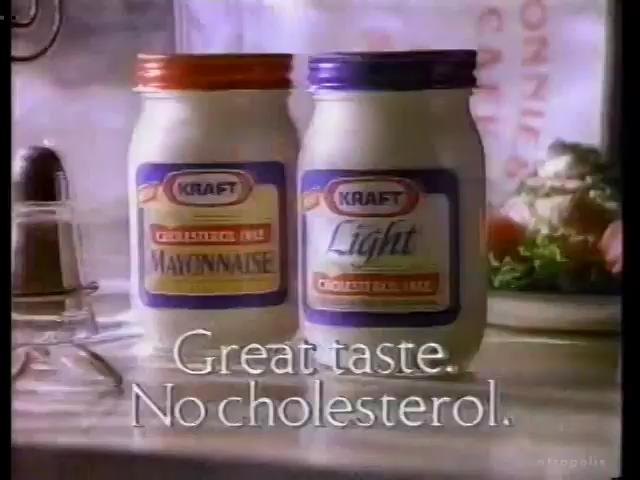 KRAFT
CHOLESTEROL FREE
MAYONNAISE
KRAFT
Light
CHOLESTEROL FREE
Great taste.
No cholesterol.